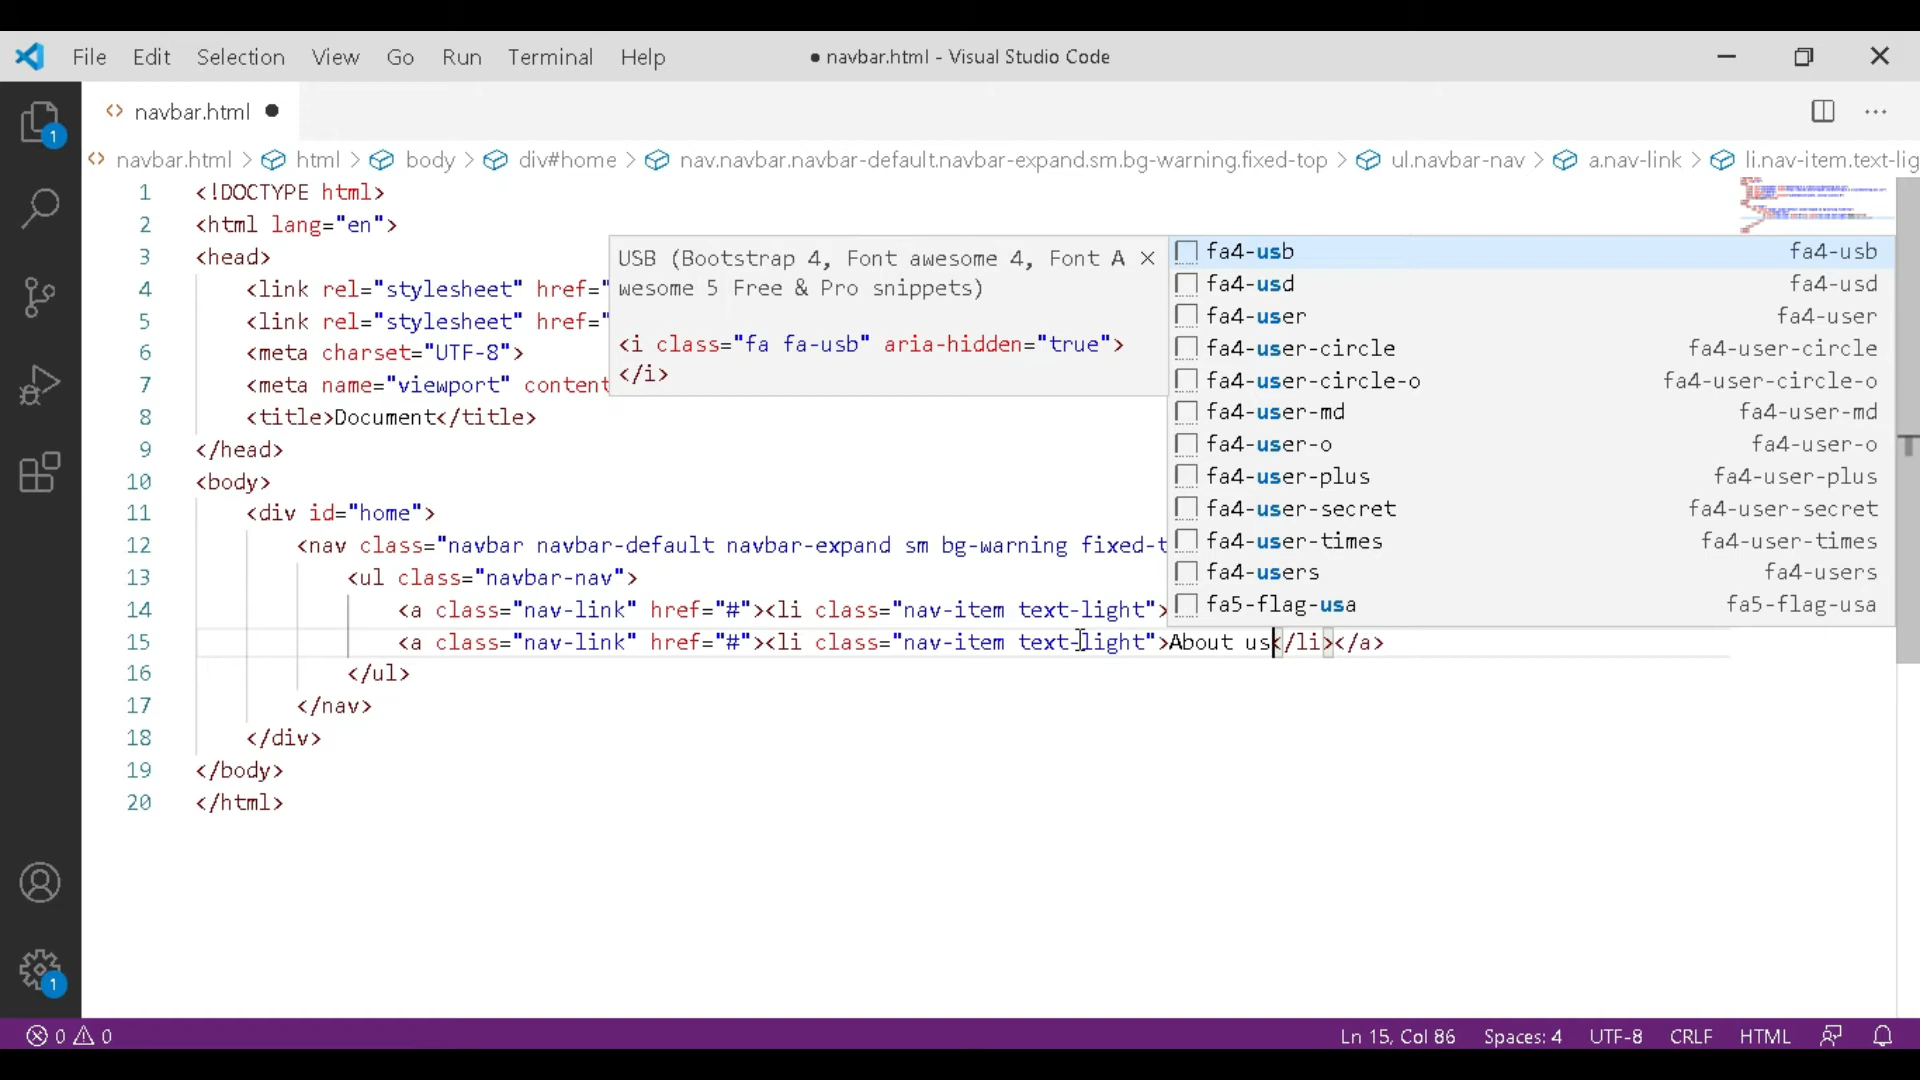 File Edit Selection View Go Run Terminal Help ● navbar.html - Visual Studio Code
<> navbar.html ●
<> navbar.html > html > body > div#home > nav.navbar.navbar-default.navbar-expand.sm.bg-warning.fixed-top > ul.navbar-nav > a.nav-link > li.nav-item.text-lig
1 <!DOCTYPE html>
2 <html lang="en">
3 <head>
4 <link rel="stylesheet" href="
5 <link rel="stylesheet" href="
6 <meta charset="UTF-8">
7 <meta name="viewport" content
8 <title>Document</title>
9 </head>
10 <body>
11 <div id="home">
12 <nav class="navbar navbar-default navbar-expand sm bg-warning fixed-t
13 <ul class="navbar-nav">
14 <a class="nav-link" href="#"><li class="nav-item text-light">
15 <a class="nav-link" href="#"><li class="nav-item text-light">About us</li></a>
16 </ul>
17 </nav>
18 </div>
19 </body>
20 </html>
USB (Bootstrap 4, Font awesome 4, Font A
wesome 5 Free & Pro snippets)
<i class="fa fa-usb" aria-hidden="true">
</i>
fa4-usb fa4-usb
fa4-usd fa4-usd
fa4-user fa4-user
fa4-user-circle fa4-user-circle
fa4-user-circle-o fa4-user-circle-o
fa4-user-md fa4-user-md
fa4-user-o fa4-user-o
fa4-user-plus fa4-user-plus
fa4-user-secret fa4-user-secret
fa4-user-times fa4-user-times
fa4-users fa4-users
fa5-flag-usa fa5-flag-usa
1
1
0 0 Ln 15, Col 86 Spaces: 4 UTF-8 CRLF HTML